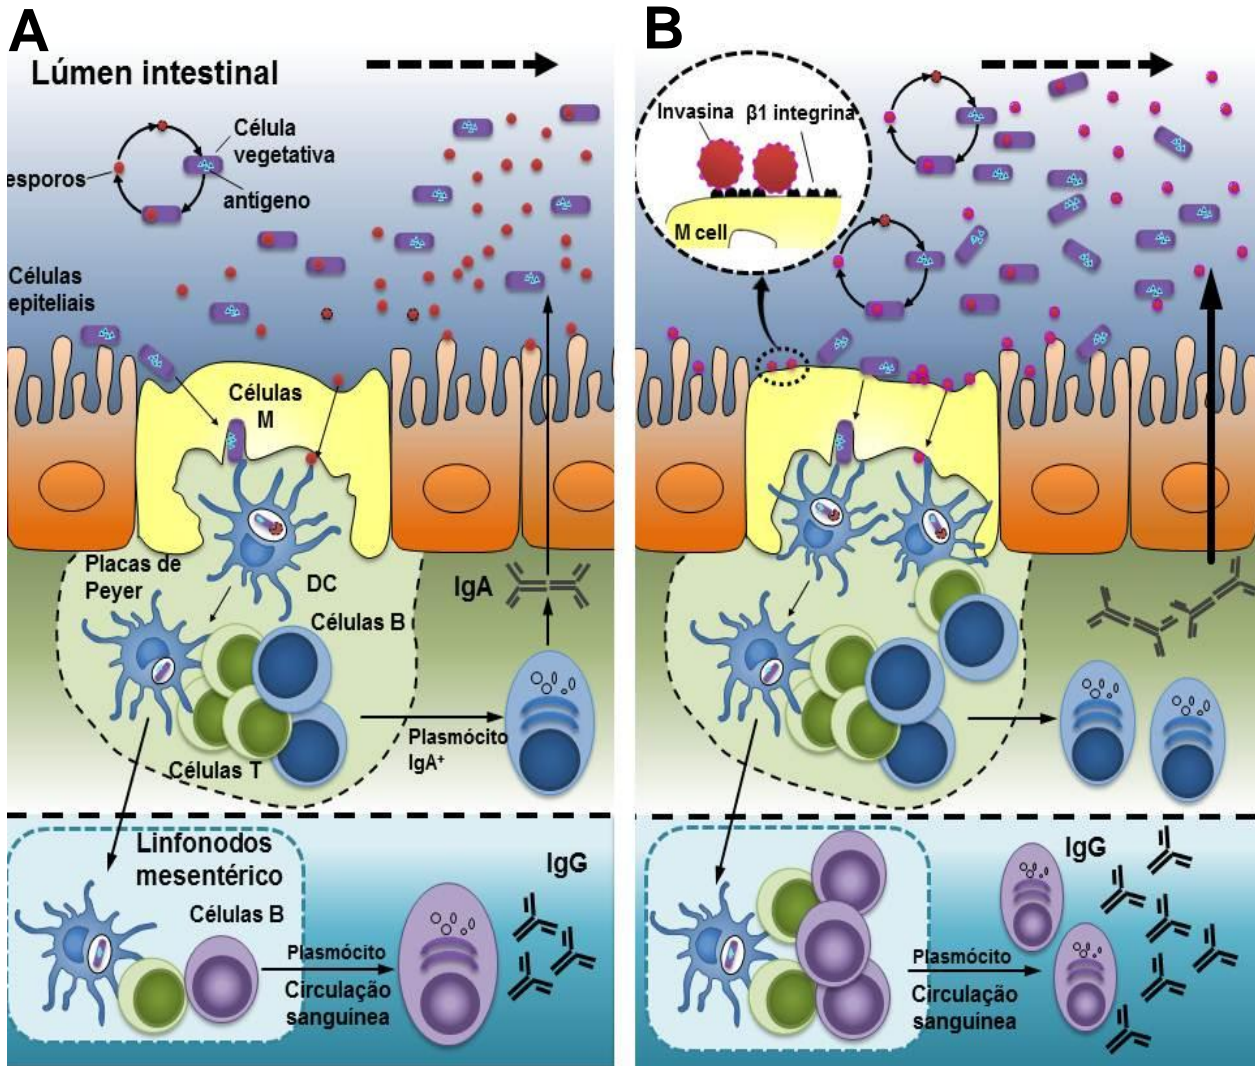 A
Lúmen intestinal
Célula
vegetativa
esporos
antígeno
Células
epiteliais
Células
M
Placas de
Peyer
DC
IgA
Células B
Plasmócito
IgA+
Células T
Linfonodos
mesentérico
Células B
IgG
Plasmócito
Circulação
sanguínea
B
Invasina
β1 integrina
M cell
IgG
Plasmócito
Circulação
sanguínea